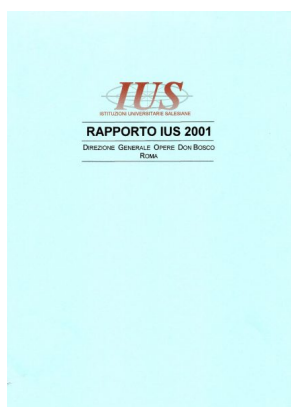 IUS
ISTITUZIONI UNIVERSITARIE SALESIANE
RAPPORTO IUS 2001
DIREZIONE GENERALE OPERE DON BOSCO
ROMA